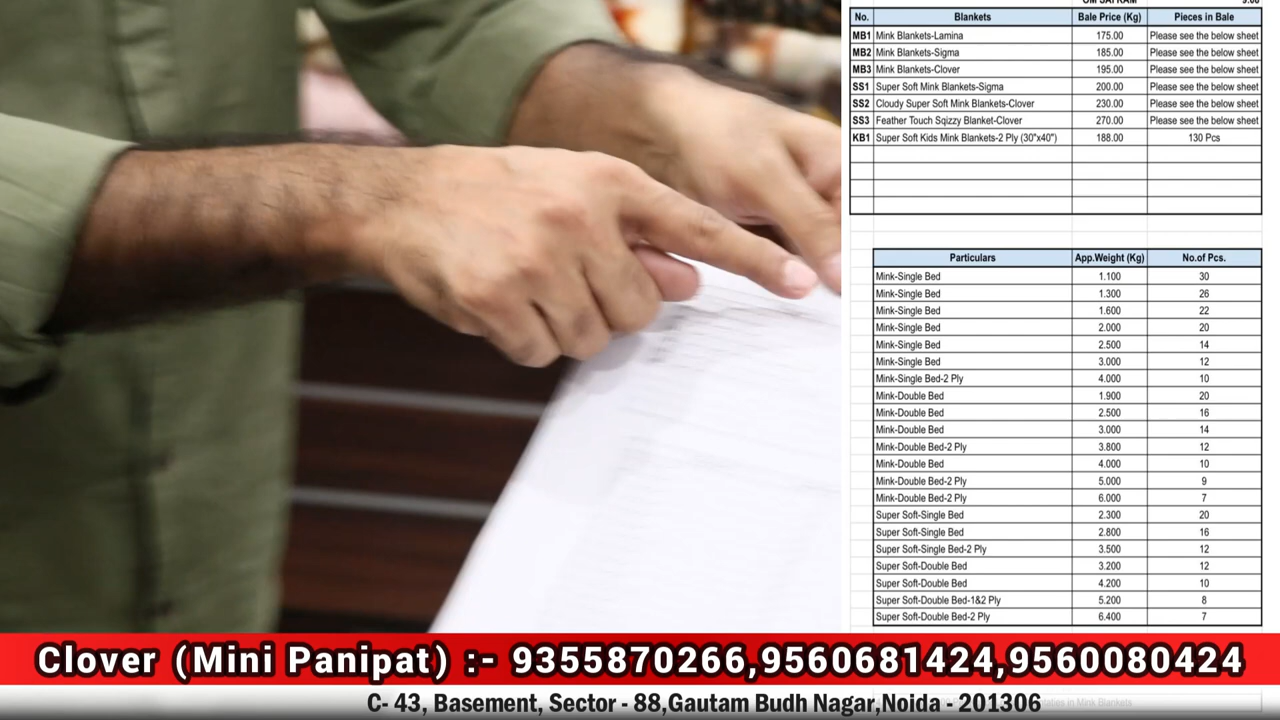 OM SAI RAM
No. Blankets Bale Price (Kg) Pieces in Bale
MB1 Mink Blankets-Lamina 175.00 Please see the below sheet
MB2 Mink Blankets-Sigma 185.00 Please see the below sheet
MB3 Mink Blankets-Clover 195.00 Please see the below sheet
SS1 Super Soft Mink Blankets-Sigma 200.00 Please see the below sheet
SS2 Cloudy Super Soft Mink Blankets-Clover 230.00 Please see the below sheet
SS3 Feather Touch Sqizzy Blanket-Clover 270.00 Please see the below sheet
KB1 Super Soft Kids Mink Blankets-2 Ply (30"x40") 188.00 130 Pcs
Particulars App.Weight (Kg) No.of Pcs.
Mink-Single Bed 1.100 30
Mink-Single Bed 1.300 26
Mink-Single Bed 1.600 22
Mink-Single Bed 2.000 20
Mink-Single Bed 2.500 14
Mink-Single Bed 3.000 12
Mink-Single Bed-2 Ply 4.000 10
Mink-Double Bed 1.900 20
Mink-Double Bed 2.500 16
Mink-Double Bed 3.000 14
Mink-Double Bed-2 Ply 3.800 12
Mink-Double Bed 4.000 10
Mink-Double Bed-2 Ply 5.000 9
Mink-Double Bed-2 Ply 6.000 7
Super Soft-Single Bed 2.300 20
Super Soft-Single Bed 2.800 16
Super Soft-Single Bed-2 Ply 3.500 12
Super Soft-Double Bed 3.200 12
Super Soft-Double Bed 4.200 10
Super Soft-Double Bed-1&2 Ply 5.200 8
Super Soft-Double Bed-2 Ply 6.400 7
Clover (Mini Panipat) :- 9355870266,9560681424,9560080424
C- 43, Basement, Sector - 88,Gautam Budh Nagar,Noida - 201306
in Mink Blankets